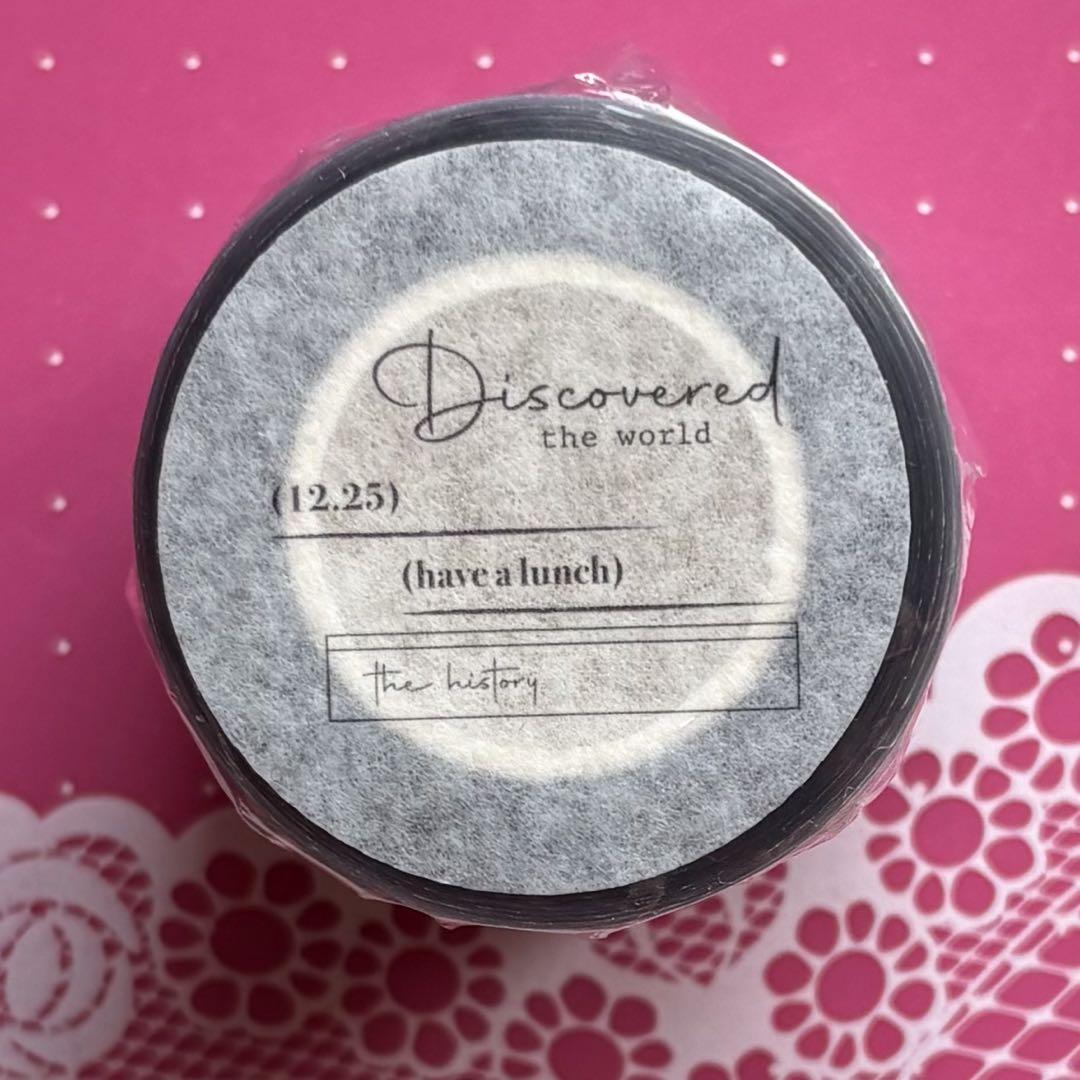 Discovered
the world
(12.25)
(have a lunch)
the history